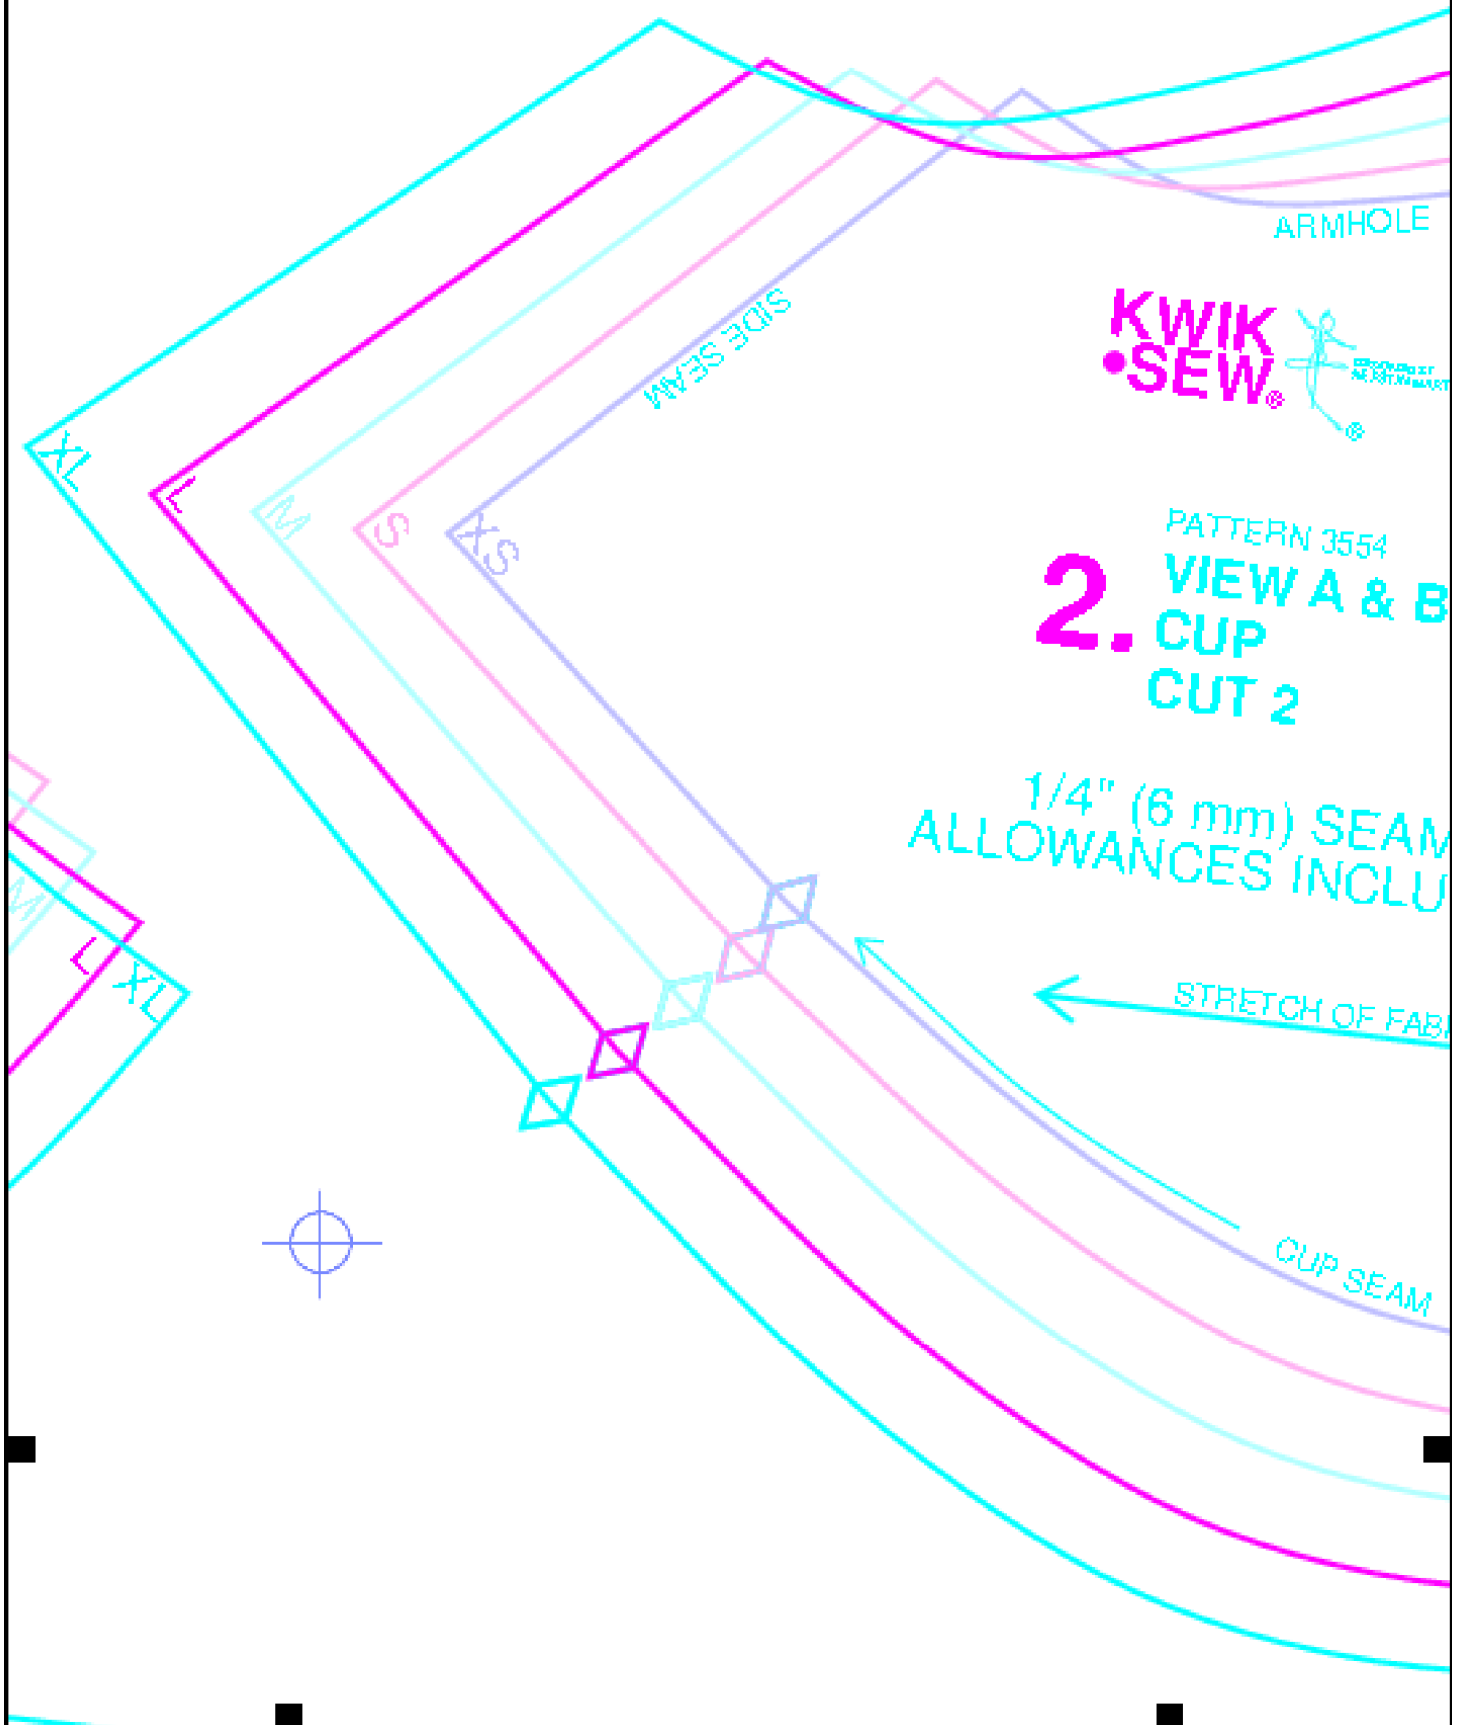 ARMHOLE
SIDE SEAM
KWIK
•SEW®
®
XL
L
M
S
XS
PATTERN 3554
2. VIEW A & B
CUP
CUT 2
1/4" (6 mm) SEAM
ALLOWANCES INCLU
M
L
XL
STRETCH OF FAB
CUP SEAM